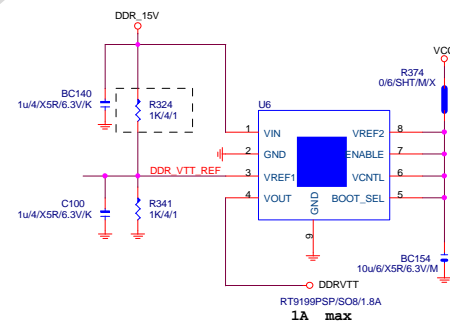 DDR_15V
VCC
BC140
1u/4/X5R/6.3V/K
R324
1K/4/1
R374
0/6/SHT/M/X
U6
1 VIN VREF2 8
2 GND ENABLE 7
DDR_VTT_REF
3 VREF1 VCNTL 6
4 VOUT BOOT_SEL 5
GND
9
C100
1u/4/X5R/6.3V/K
R341
1K/4/1
BC154
10u/6/X5R/6.3V/M
DDRVTT
RT9199PSP/SO8/1.8A
1A max